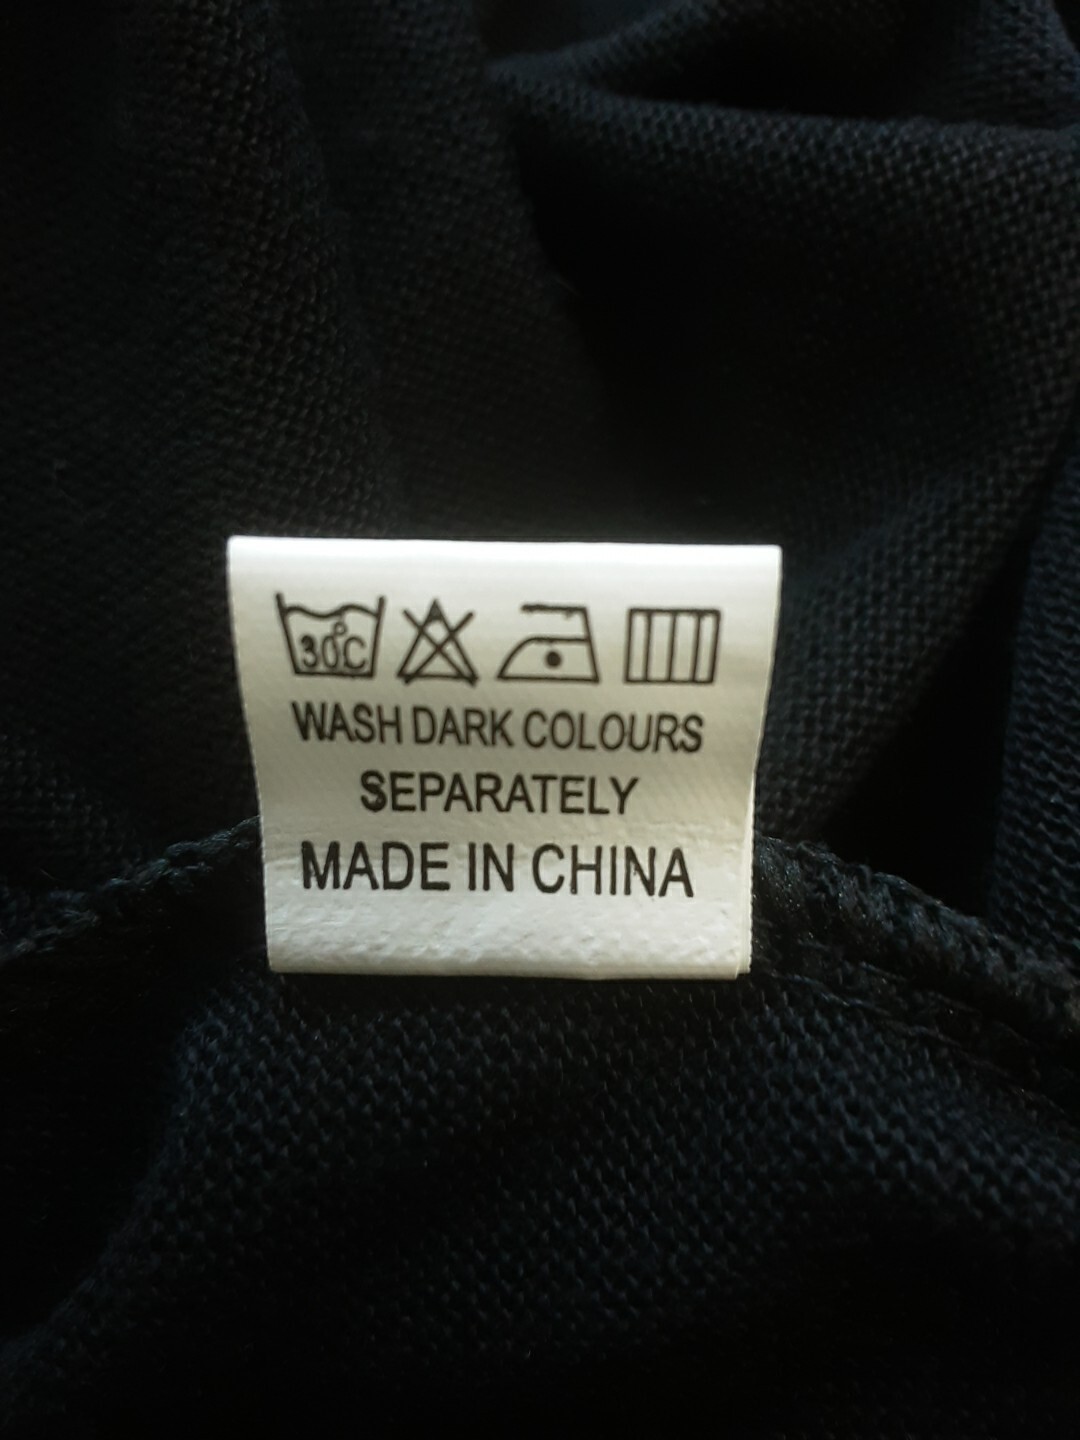 30°C
WASH DARK COLOURS
SEPARATELY
MADE IN CHINA